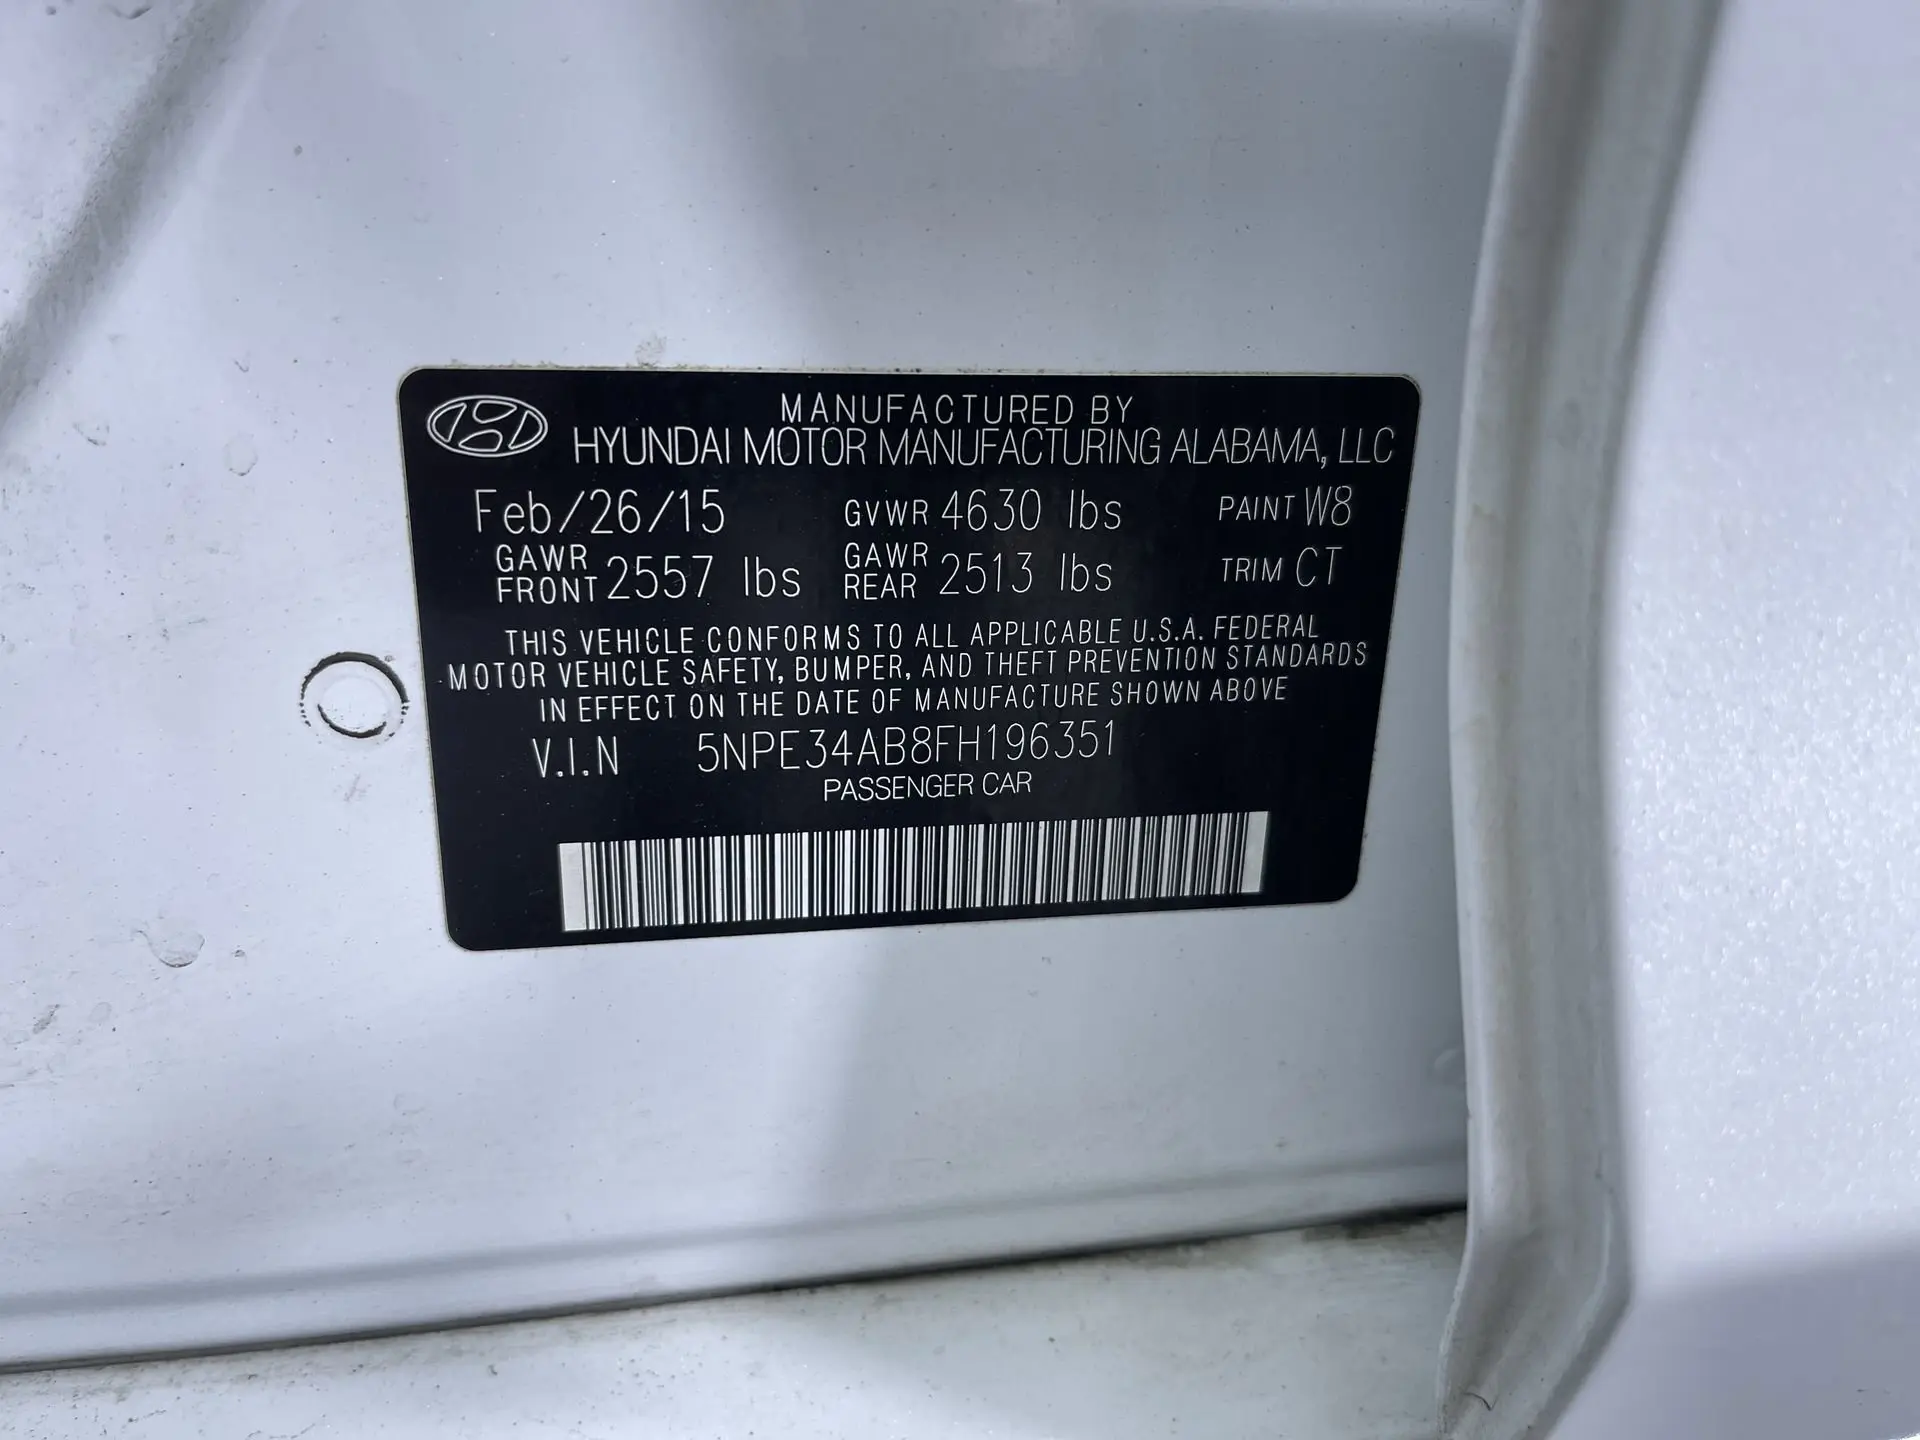 MANUFACTURED BY
HYUNDAI MOTOR MANUFACTURING ALABAMA, LLC
Feb/26/15 GVWR 4630 lbs PAINT W8
GAWR FRONT 2557 lbs GAWR REAR 2513 lbs TRIM CT
THIS VEHICLE CONFORMS TO ALL APPLICABLE U.S.A. FEDERAL
MOTOR VEHICLE SAFETY, BUMPER, AND THEFT PREVENTION STANDARDS
IN EFFECT ON THE DATE OF MANUFACTURE SHOWN ABOVE
V.I.N 5NPE34AB8FH196351
PASSENGER CAR